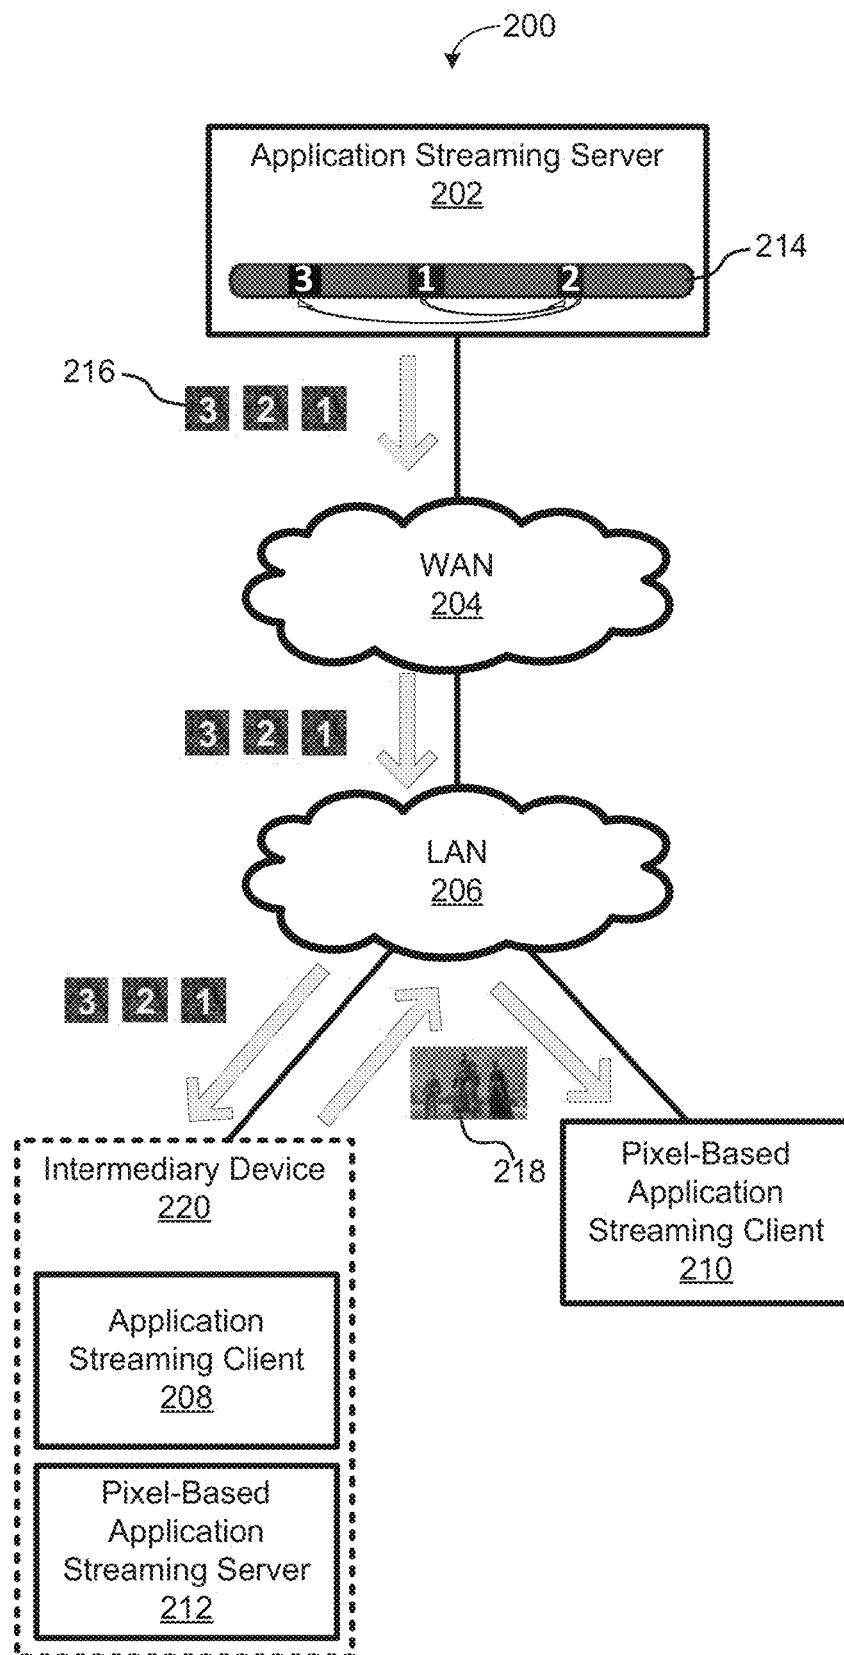 200
Application Streaming Server
202
3 1 2
214
216
3 2 1
WAN
204
3 2 1
LAN
206
3 2 1
218
Intermediary Device
220
Application
Streaming Client
208
Pixel-Based
Application
Streaming Server
212
Pixel-Based
Application
Streaming Client
210